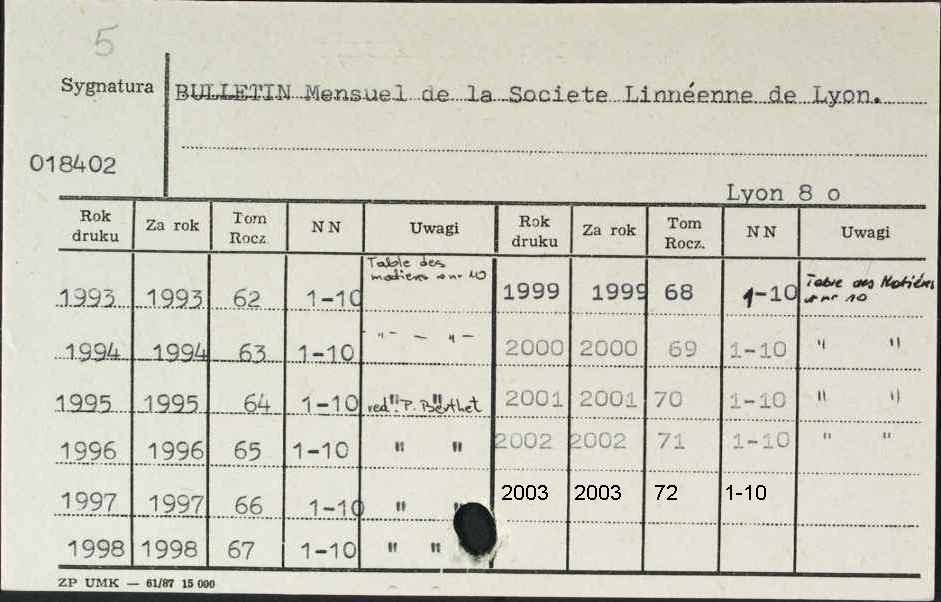 5
Sygnatura BULLETIN Mensuel de la Societe Linnéenne de Lyon.
018402
Lyon 8 o
Rok druku Za rok Tom Rocz. NN Uwagi Rok druku Za rok Tom Rocz. NN Uwagi
1993 1993 62 1-10 Table des matieres w nr 10 1999 1999 68 1-10 Table des Matiéres w nr 10
1994 1994 63 1-10 -"- — -"- 2000 2000 69 1-10 " "
1995 1995 64 1-10 " " red. P. Berthet 2001 2001 70 1-10 " "
1996 1996 65 1-10 " " 2002 2002 71 1-10 " "
1997 1997 66 1-10 " " 2003 2003 72 1-10
1998 1998 67 1-10 " "
ZP UMK — 61/87 15 000